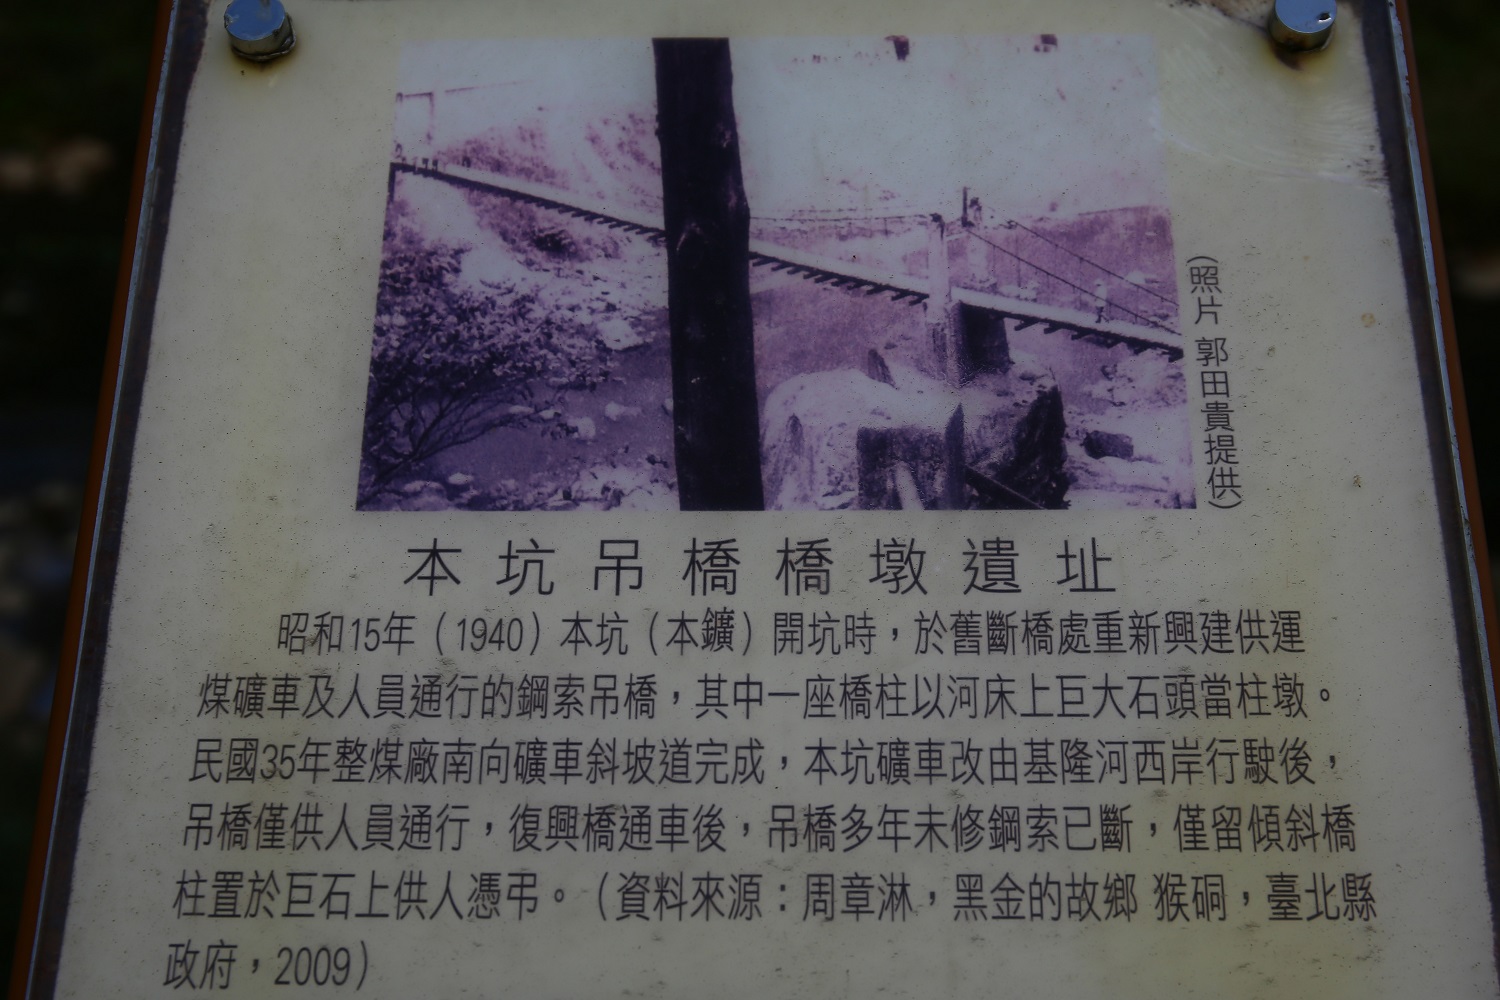 (照片 郭田貴提供)
本坑吊橋橋墩遺址
昭和15年（1940）本坑（本鑛）開坑時，於舊斷橋處重新興建供運
煤礦車及人員通行的鋼索吊橋，其中一座橋柱以河床上巨大石頭當柱墩。
民國35年整煤廠南向礦車斜坡道完成，本坑礦車改由基隆河西岸行駛後，
吊橋僅供人員通行，復興橋通車後，吊橋多年未修鋼索已斷，僅留傾斜橋
柱置於巨石上供人憑弔。（資料來源：周章淋，黑金的故鄉 猴硐，臺北縣
政府，2009）